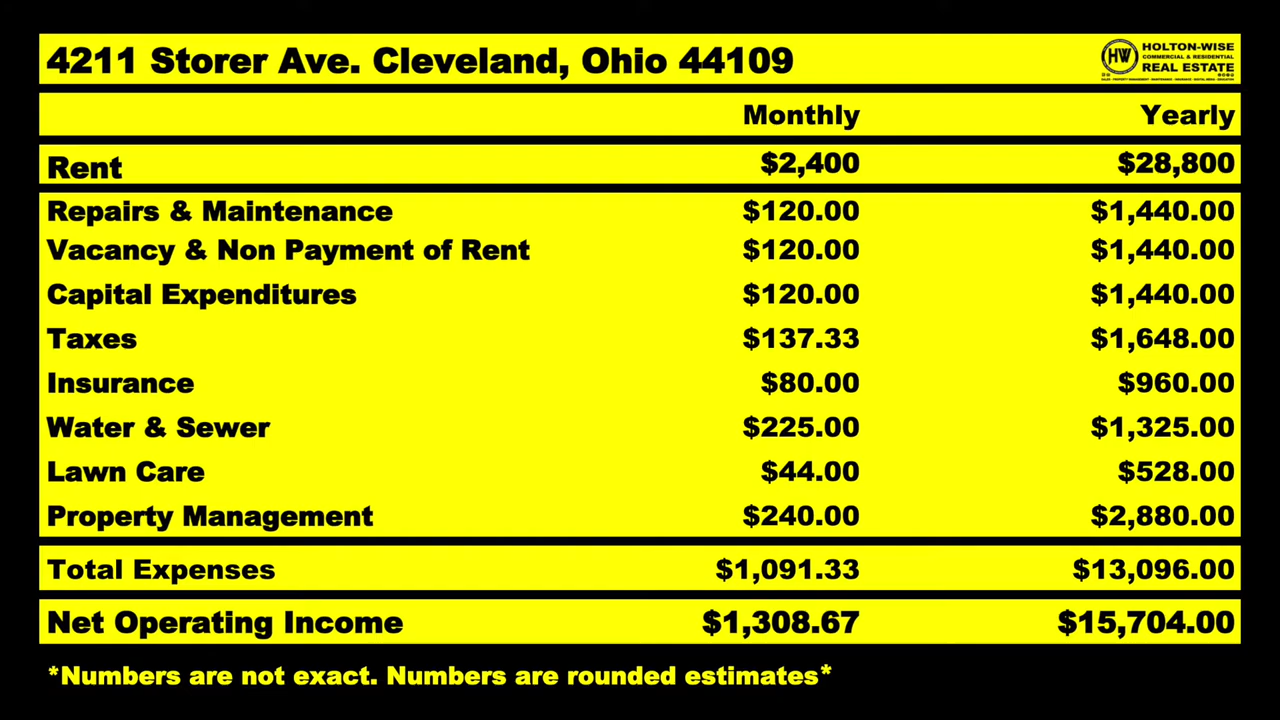 4211 Storer Ave. Cleveland, Ohio 44109
HOLTON-WISE
COMMERCIAL & RESIDENTIAL
REAL ESTATE
HW
Monthly Yearly
Rent $2,400 $28,800
Repairs & Maintenance $120.00 $1,440.00
Vacancy & Non Payment of Rent $120.00 $1,440.00
Capital Expenditures $120.00 $1,440.00
Taxes $137.33 $1,648.00
Insurance $80.00 $960.00
Water & Sewer $225.00 $1,325.00
Lawn Care $44.00 $528.00
Property Management $240.00 $2,880.00
Total Expenses $1,091.33 $13,096.00
Net Operating Income $1,308.67 $15,704.00
*Numbers are not exact. Numbers are rounded estimates*